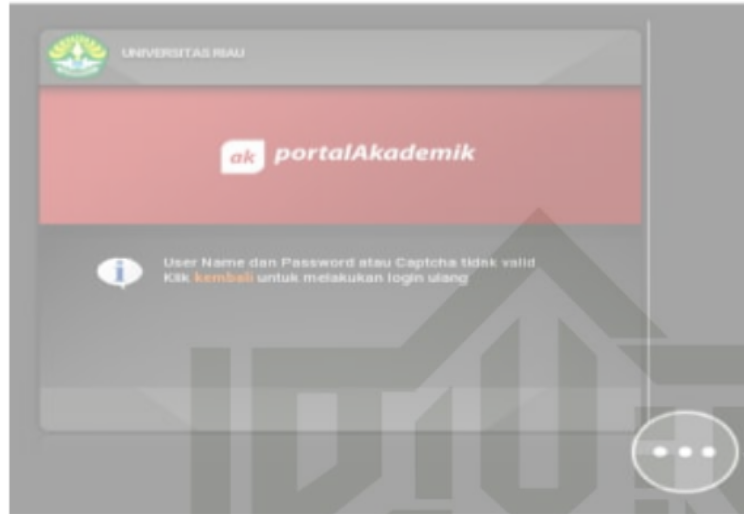 UNIVERSITAS RIAU
ak portalAkademik
User Name dan Password atau Captcha tidak valid
Klik kembali untuk melakukan login ulang